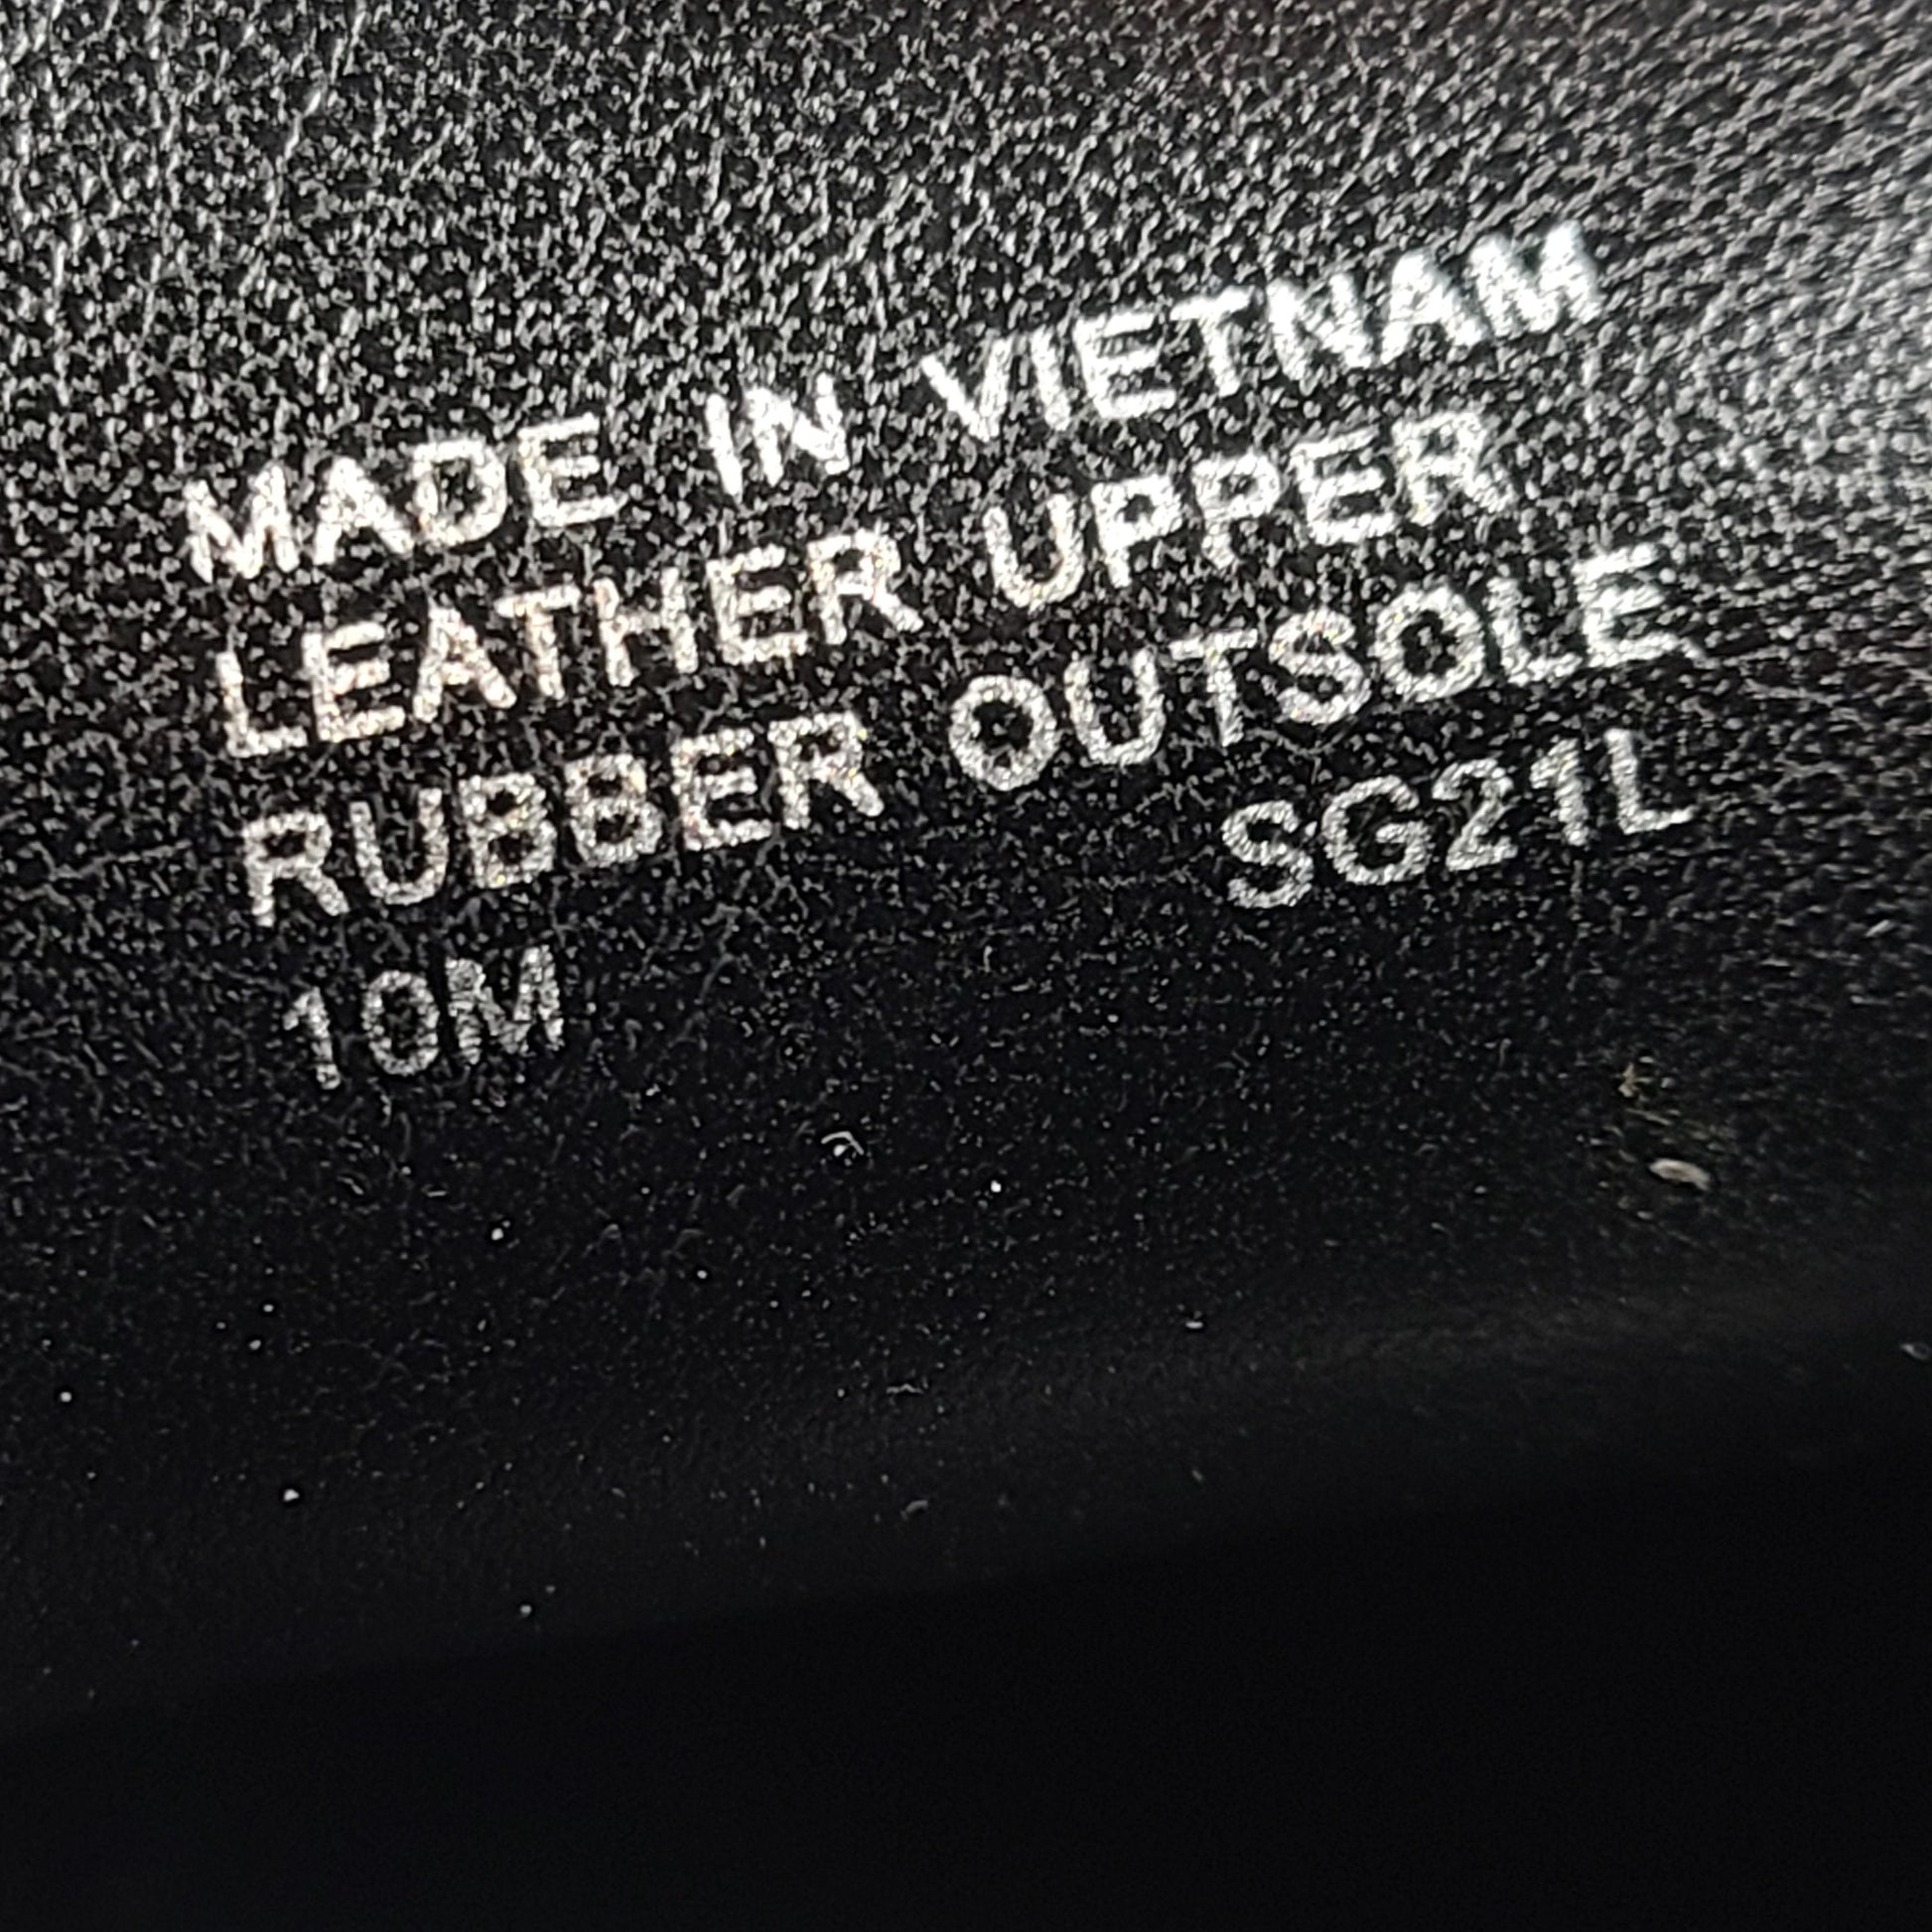 MADE IN VIETNAM
LEATHER UPPER
RUBBER OUTSOLE
SG21L
10M